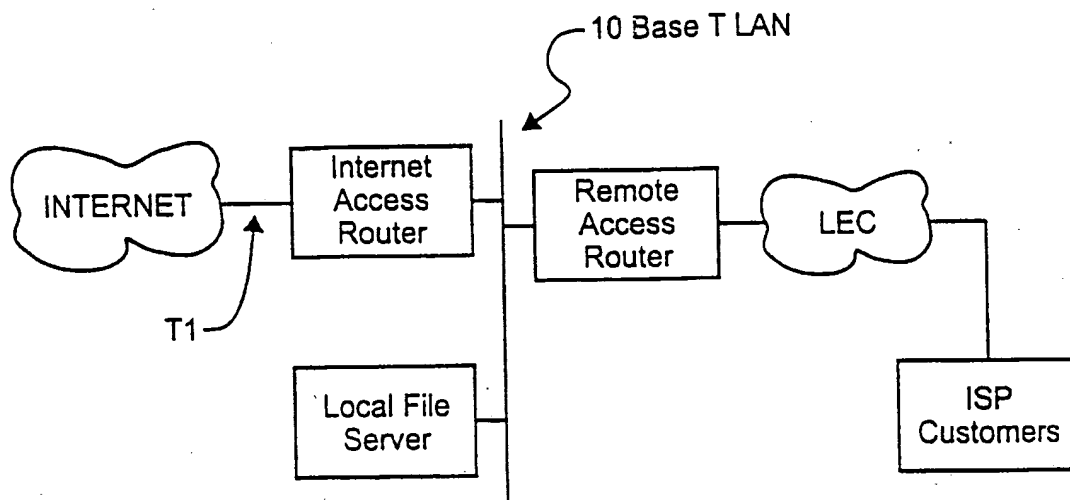 10 Base T LAN
INTERNET
Internet
Access
Router
Remote
Access
Router
LEC
T1
Local File
Server
ISP
Customers